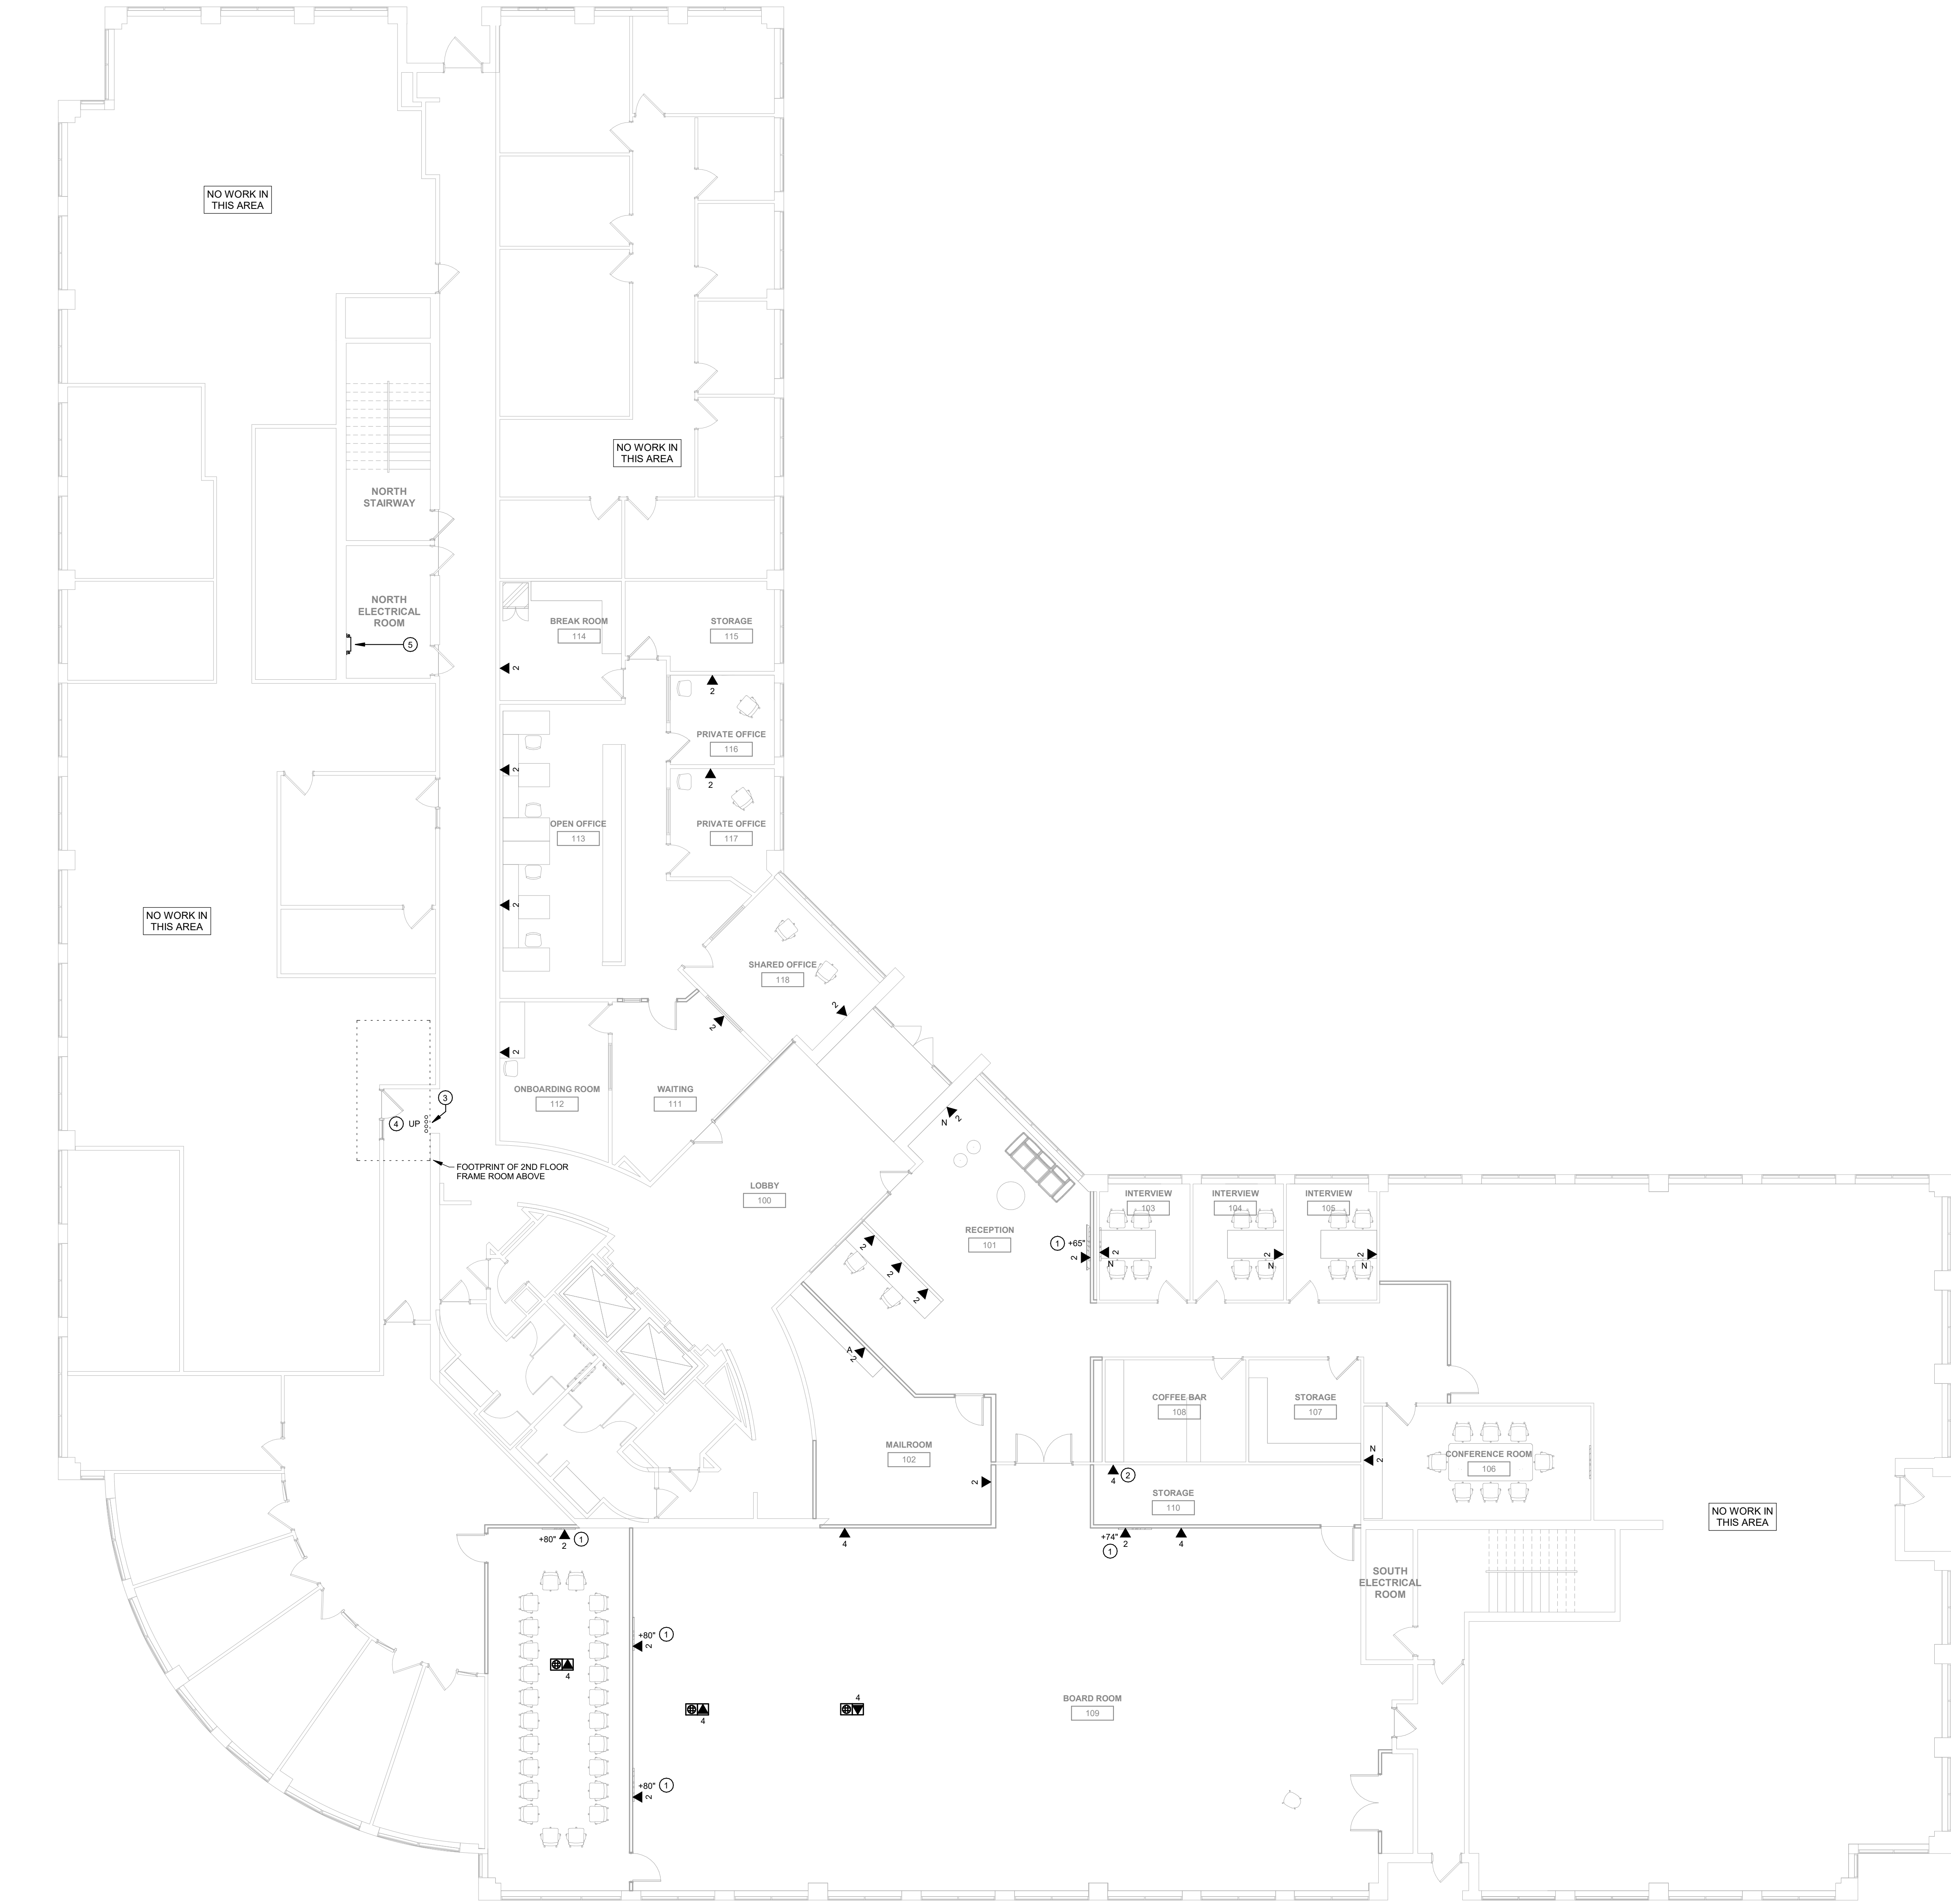 NO WORK IN
THIS AREA
NO WORK IN
THIS AREA
NORTH
STAIRWAY
NORTH
ELECTRICAL
ROOM
5
BREAK ROOM
114
STORAGE
115
2
2
PRIVATE OFFICE
116
2
2
OPEN OFFICE
113
PRIVATE OFFICE
117
2
NO WORK IN
THIS AREA
SHARED OFFICE
118
2
2
2
ONBOARDING ROOM
112
WAITING
111
3
4
UP
FOOTPRINT OF 2ND FLOOR
FRAME ROOM ABOVE
N
2
LOBBY
100
INTERVIEW
103
INTERVIEW
104
INTERVIEW
105
RECEPTION
101
1
+65"
2
2
N
2
N
2
N
2
2
2
A
2
COFFEE BAR
108
STORAGE
107
MAILROOM
102
2
4
2
N
2
CONFERENCE ROOM
106
STORAGE
110
NO WORK IN
THIS AREA
+80"
2
1
4
+74"
2
1
4
SOUTH
ELECTRICAL
ROOM
+80"
1
2
4
4
4
BOARD ROOM
109
+80"
1
2